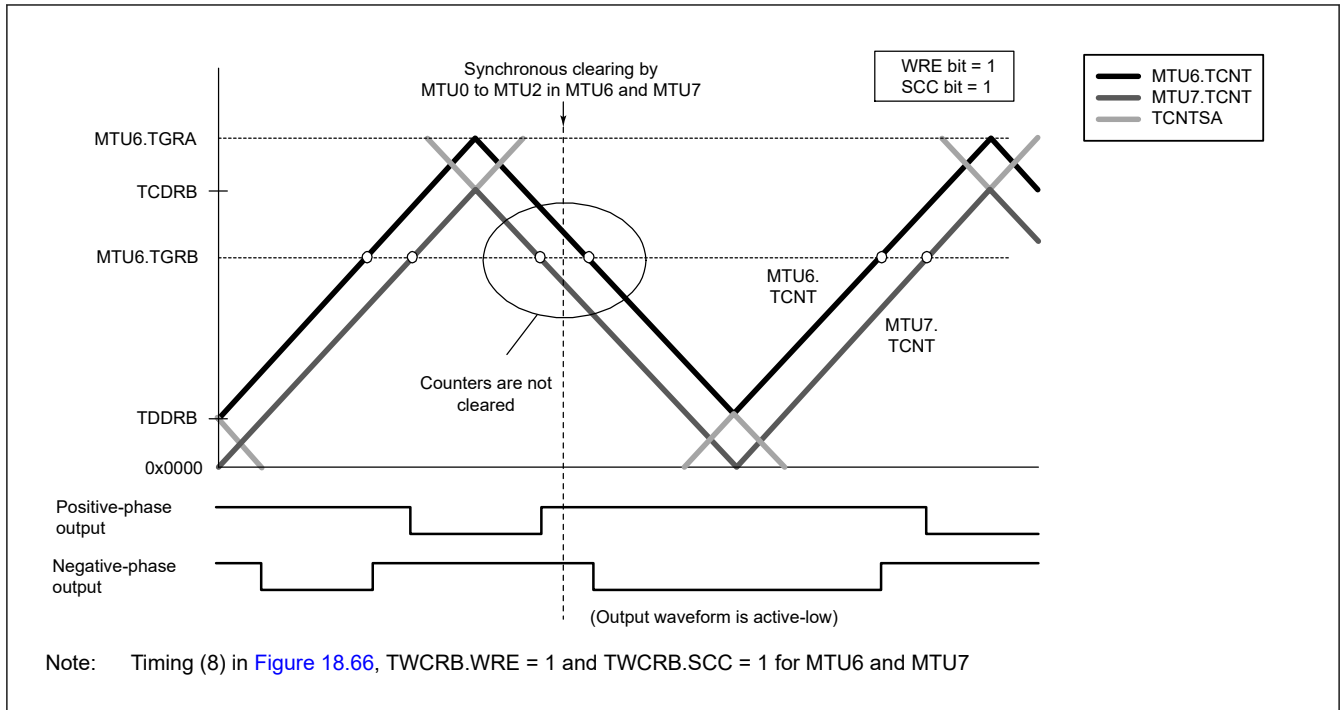 Synchronous clearing by
MTU0 to MTU2 in MTU6 and MTU7
WRE bit = 1
SCC bit = 1
MTU6.TCNT
MTU7.TCNT
TCNTSA
MTU6.TGRA
TCDRB
MTU6.TGRB
MTU6.
TCNT
MTU7.
TCNT
Counters are not
cleared
TDDRB
0x0000
Positive-phase
output
Negative-phase
output
(Output waveform is active-low)
Note: Timing (8) in Figure 18.66, TWCRB.WRE = 1 and TWCRB.SCC = 1 for MTU6 and MTU7